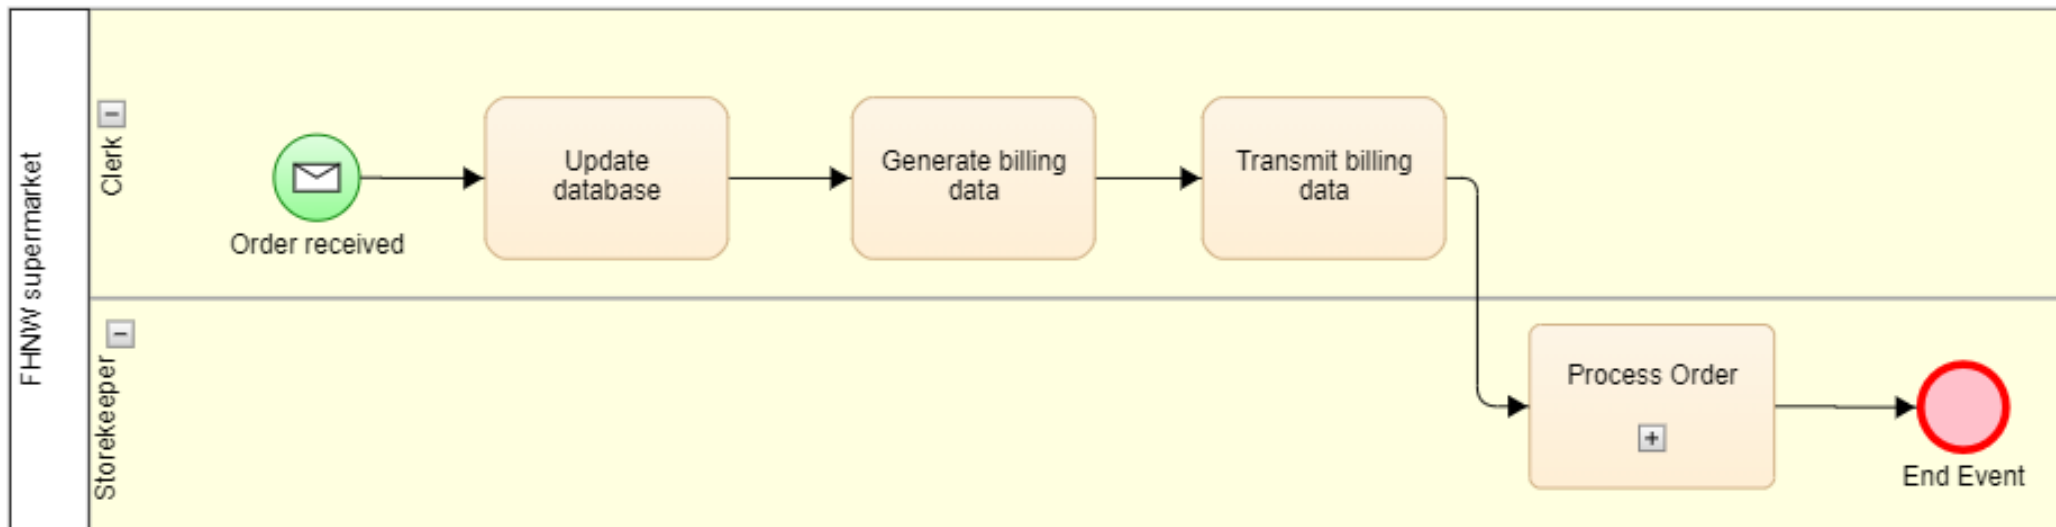 FHNW supermarket
Clerk
Order received
Update
database
Generate billing
data
Transmit billing
data
Storekeeper
Process Order
End Event